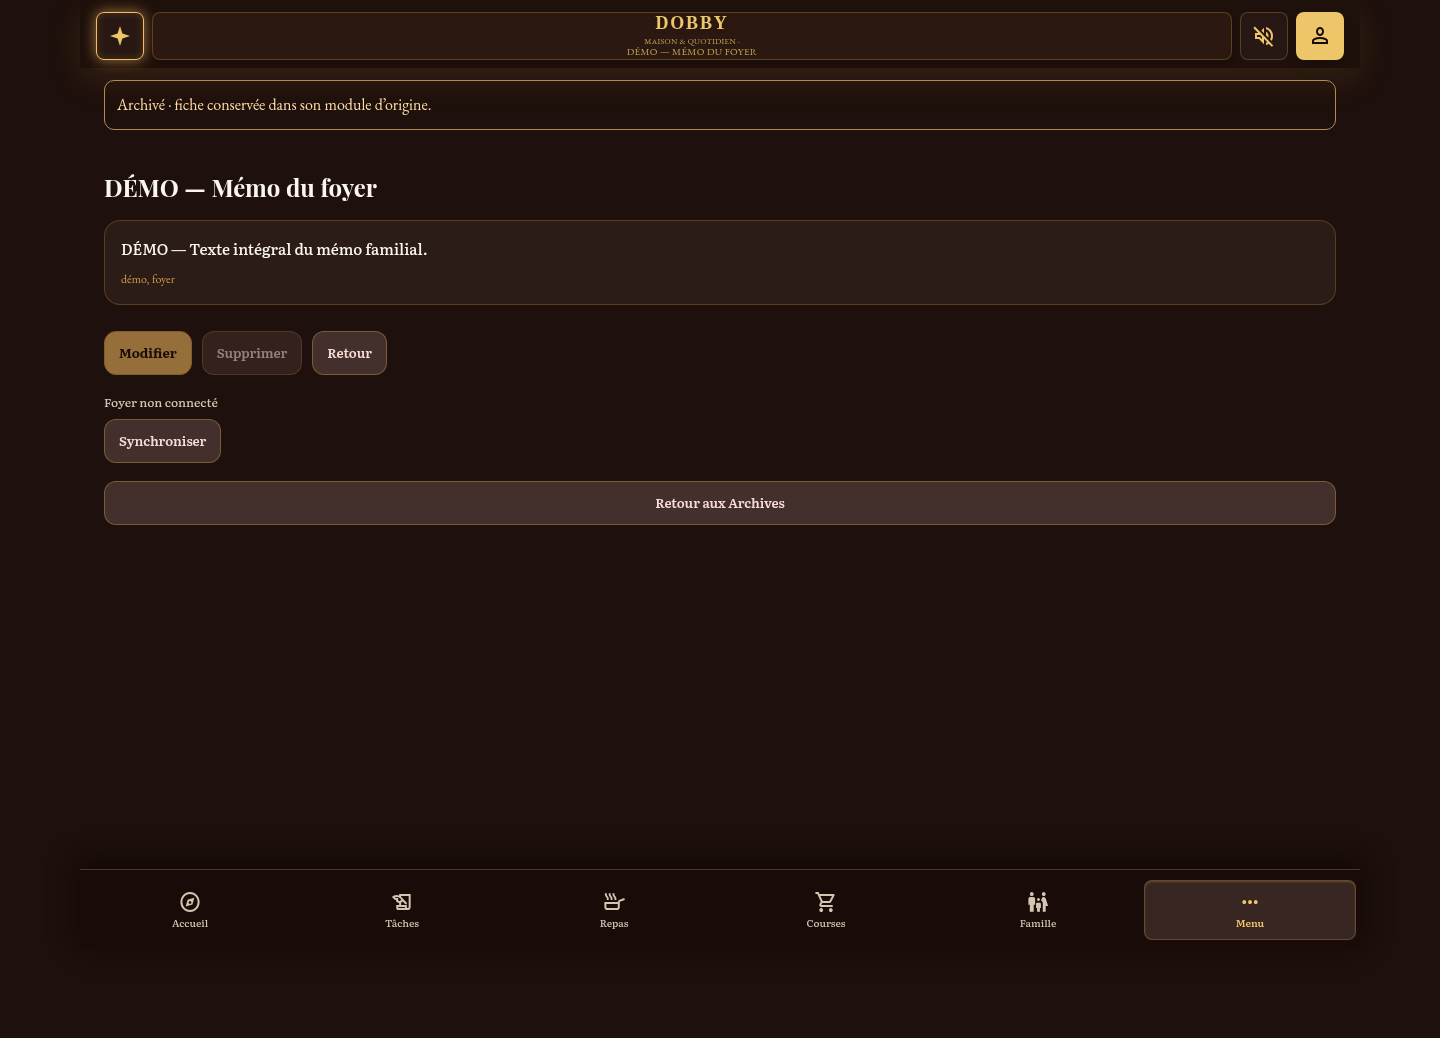 DOBBY
MAISON & QUOTIDIEN ·
DÉMO — MÉMO DU FOYER
Archivé · fiche conservée dans son module d’origine.
DÉMO — Mémo du foyer
DÉMO — Texte intégral du mémo familial.
démo, foyer
Modifier
Supprimer
Retour
Foyer non connecté
Synchroniser
Retour aux Archives
Accueil
Tâches
Repas
Courses
Famille
Menu